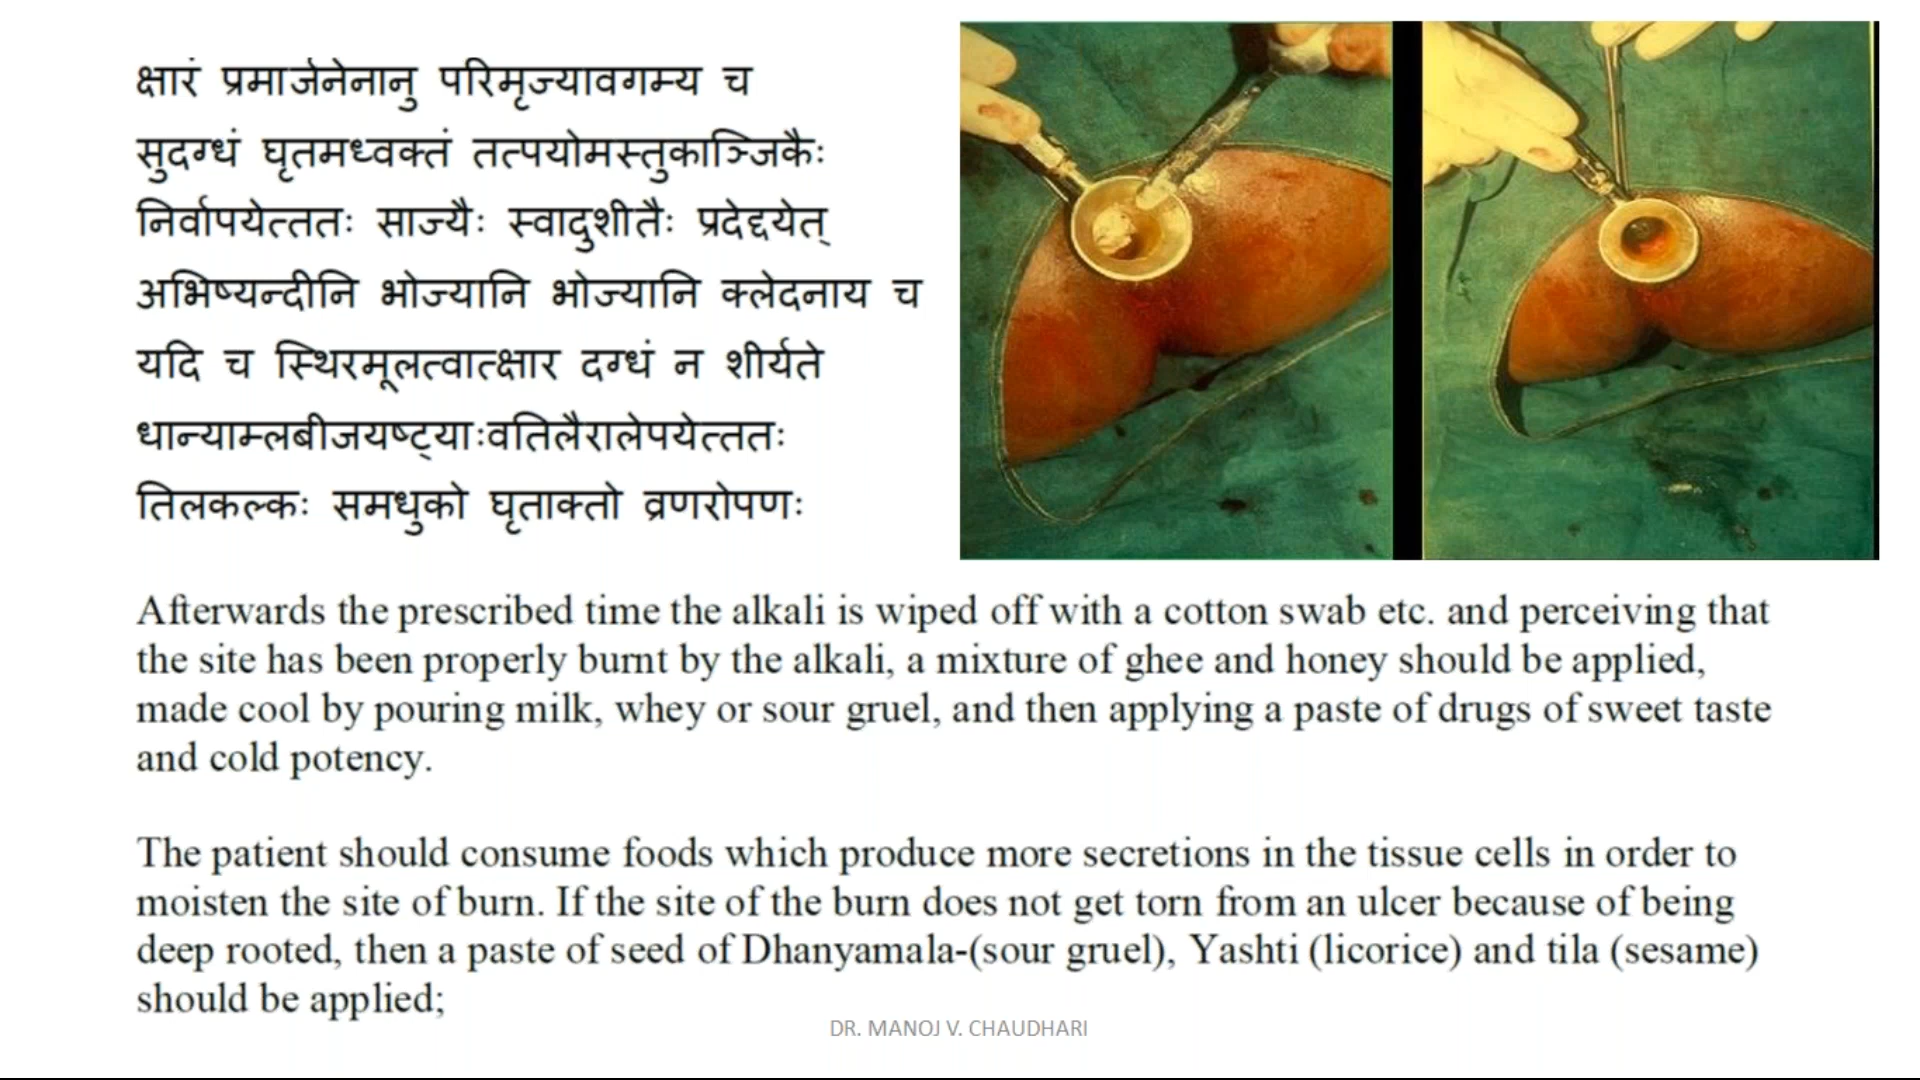 क्षारं प्रमार्जनेनानु परिमृज्यावगम्य च
सुदग्धं घृतमध्वक्तं तत्पयोमस्तुकाञ्जिकैः
निर्वापयेत्ततः साज्यैः स्वादुशीतैः प्रदेद्दयेत्
अभिष्यन्दीनि भोज्यानि भोज्यानि क्लेदनाय च
यदि च स्थिरमूलत्वात्क्षार दग्धं न शीर्यते
धान्याम्लबीजयष्ट्याःवतिलैरालेपयेत्ततः
तिलकल्कः समधुको घृताक्तो व्रणरोपणः
Afterwards the prescribed time the alkali is wiped off with a cotton swab etc. and perceiving that
the site has been properly burnt by the alkali, a mixture of ghee and honey should be applied,
made cool by pouring milk, whey or sour gruel, and then applying a paste of drugs of sweet taste
and cold potency.
The patient should consume foods which produce more secretions in the tissue cells in order to
moisten the site of burn. If the site of the burn does not get torn from an ulcer because of being
deep rooted, then a paste of seed of Dhanyamala-(sour gruel), Yashti (licorice) and tila (sesame)
should be applied;
DR. MANOJ V. CHAUDHARI